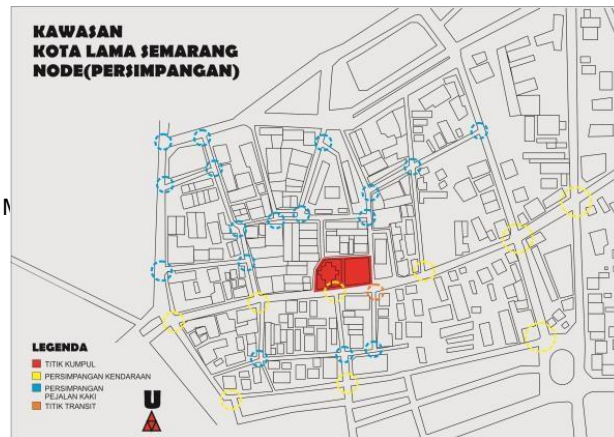 KAWASAN
KOTA LAMA SEMARANG
NODE(PERSIMPANGAN)
M
LEGENDA
TITIK KUMPUL
PERSIMPANGAN KENDARAAN
PERSIMPANGAN
PEJALAN KAKI
TITIK TRANSIT
U